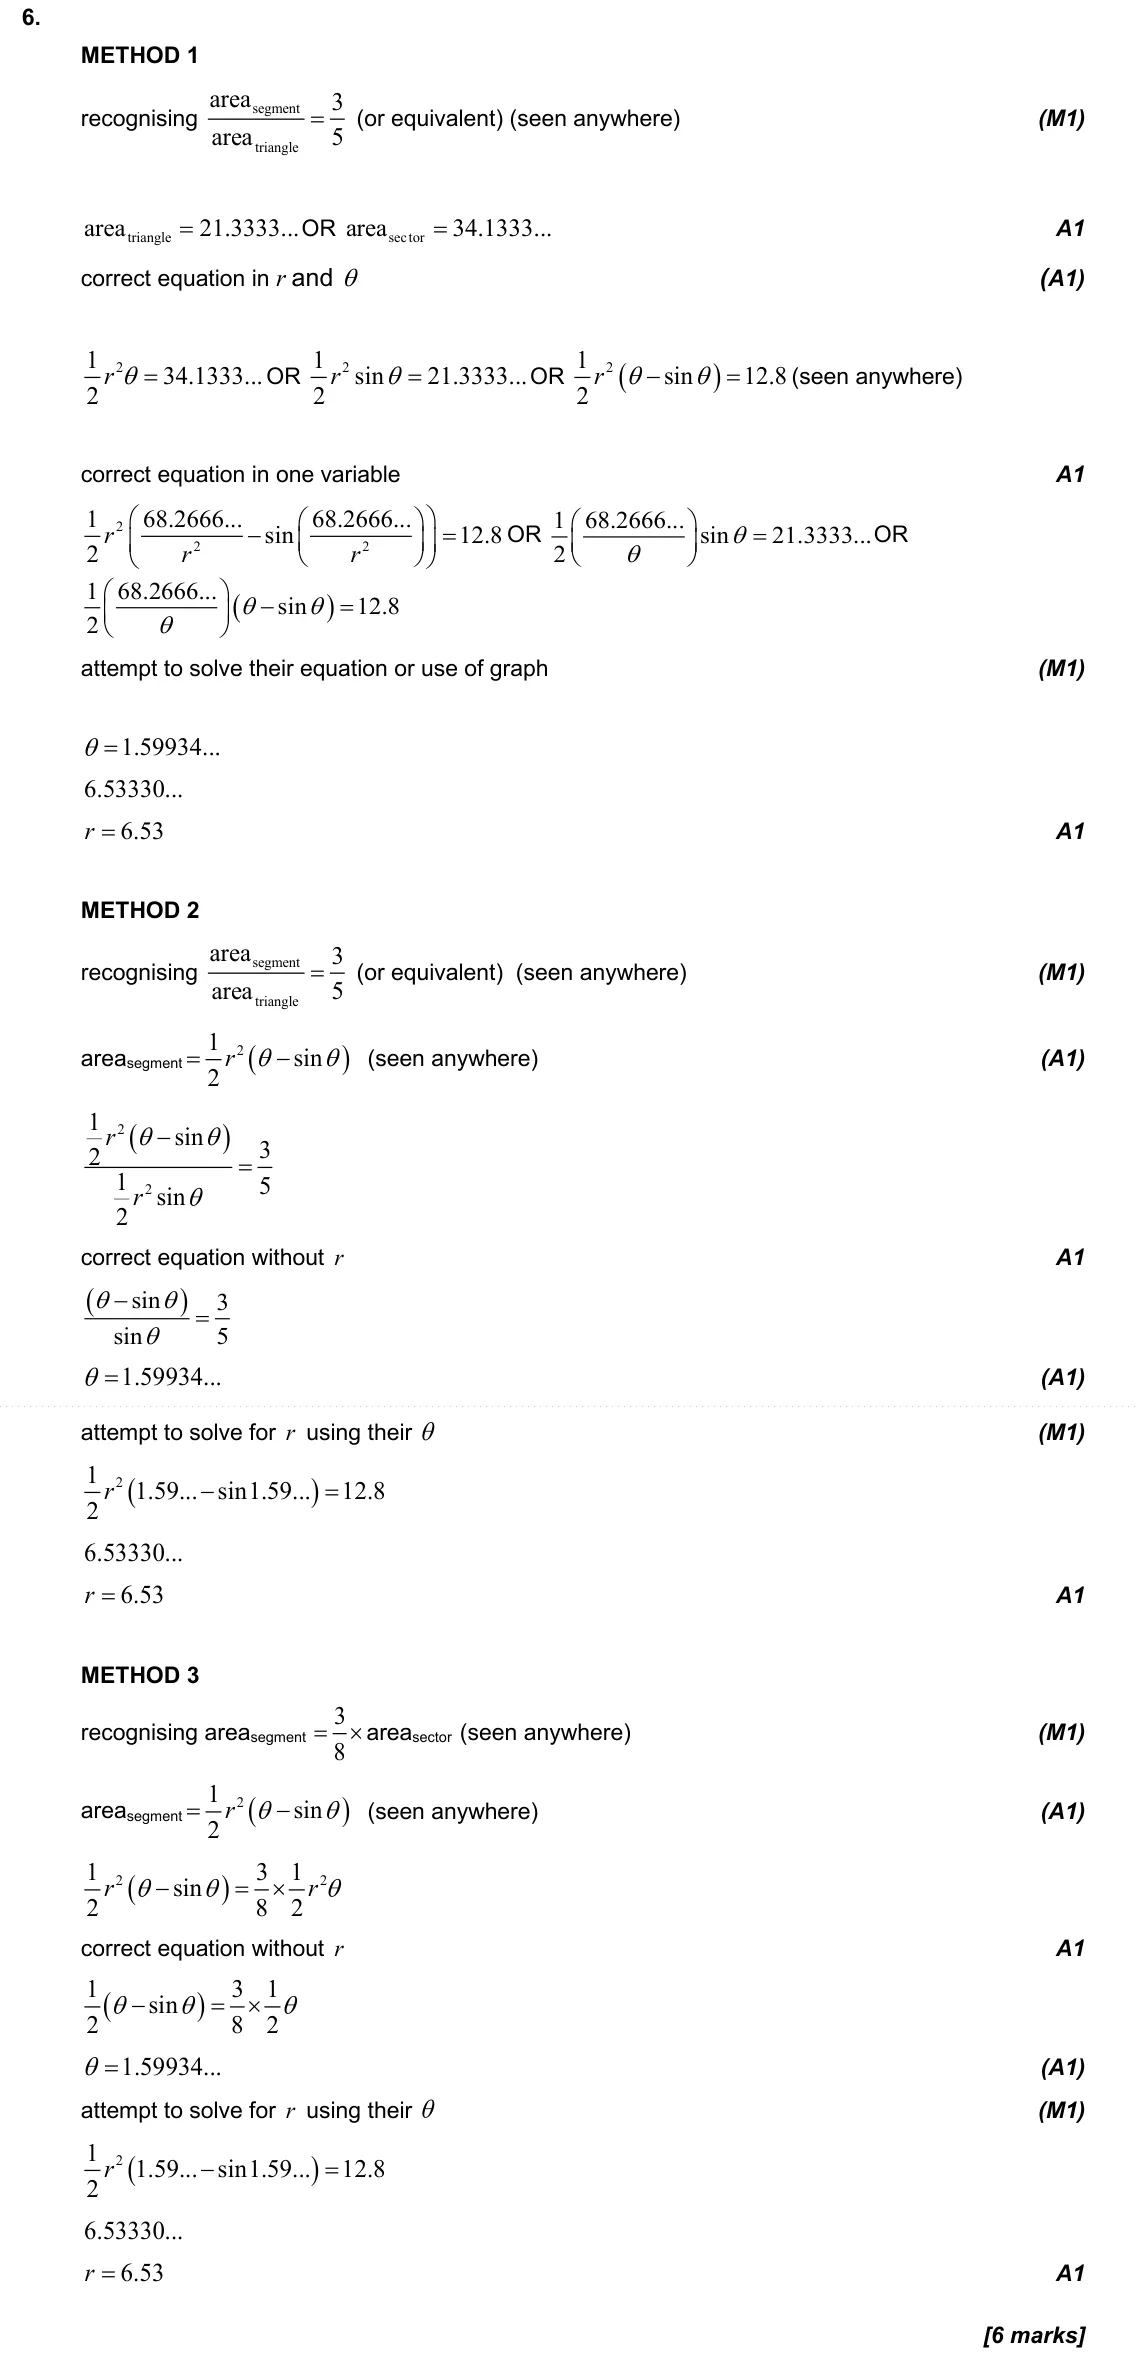 6.
METHOD 1
recognising area_segment / area_triangle = 3/5 (or equivalent) (seen anywhere) (M1)
area_triangle = 21.3333... OR area_sector = 34.1333... A1
correct equation in r and θ (A1)
1/2 r²θ = 34.1333... OR 1/2 r² sin θ = 21.3333... OR 1/2 r² (θ − sin θ) = 12.8 (seen anywhere)
correct equation in one variable A1
1/2 r² (68.2666.../r² − sin(68.2666.../r²)) = 12.8 OR 1/2 (68.2666.../θ) sin θ = 21.3333... OR
1/2 (68.2666.../θ) (θ − sin θ) = 12.8
attempt to solve their equation or use of graph (M1)
θ = 1.59934...
6.53330...
r = 6.53 A1
METHOD 2
recognising area_segment / area_triangle = 3/5 (or equivalent) (seen anywhere) (M1)
area_segment = 1/2 r² (θ − sin θ) (seen anywhere) (A1)
(1/2 r² (θ − sin θ)) / (1/2 r² sin θ) = 3/5
correct equation without r A1
(θ − sin θ) / sin θ = 3/5
θ = 1.59934... (A1)
attempt to solve for r using their θ (M1)
1/2 r² (1.59... − sin 1.59...) = 12.8
6.53330...
r = 6.53 A1
METHOD 3
recognising area_segment = 3/8 × area_sector (seen anywhere) (M1)
area_segment = 1/2 r² (θ − sin θ) (seen anywhere) (A1)
1/2 r² (θ − sin θ) = 3/8 × 1/2 r²θ
correct equation without r A1
1/2 (θ − sin θ) = 3/8 × 1/2 θ
θ = 1.59934... (A1)
attempt to solve for r using their θ (M1)
1/2 r² (1.59... − sin 1.59...) = 12.8
6.53330...
r = 6.53 A1
[6 marks]